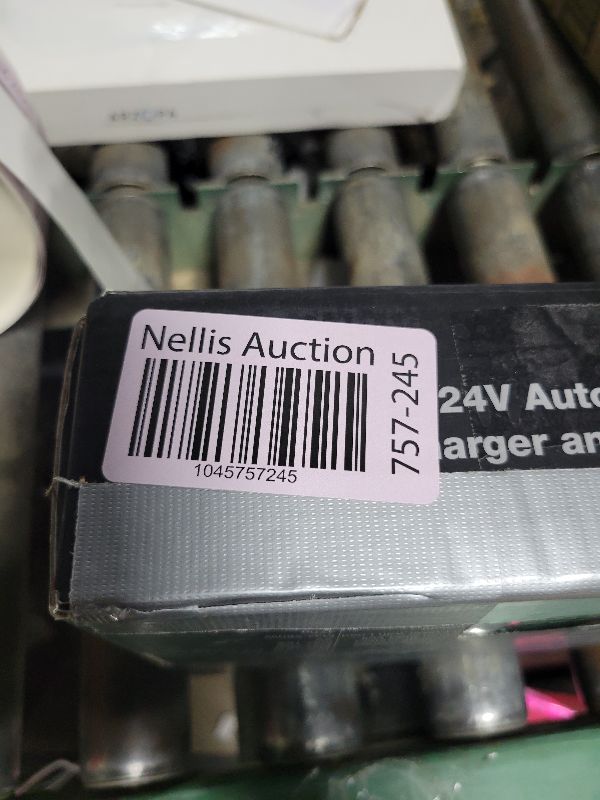 Nellis Auction
1045757245
757-245
24V Auto
arger an